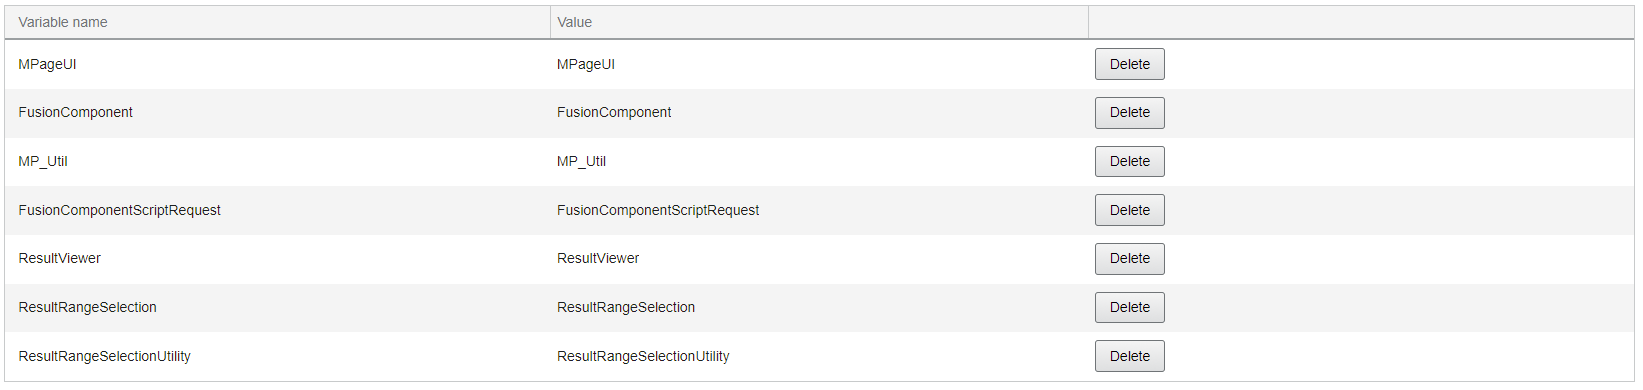 Variable name Value
MPageUI MPageUI Delete
FusionComponent FusionComponent Delete
MP_Util MP_Util Delete
FusionComponentScriptRequest FusionComponentScriptRequest Delete
ResultViewer ResultViewer Delete
ResultRangeSelection ResultRangeSelection Delete
ResultRangeSelectionUtility ResultRangeSelectionUtility Delete